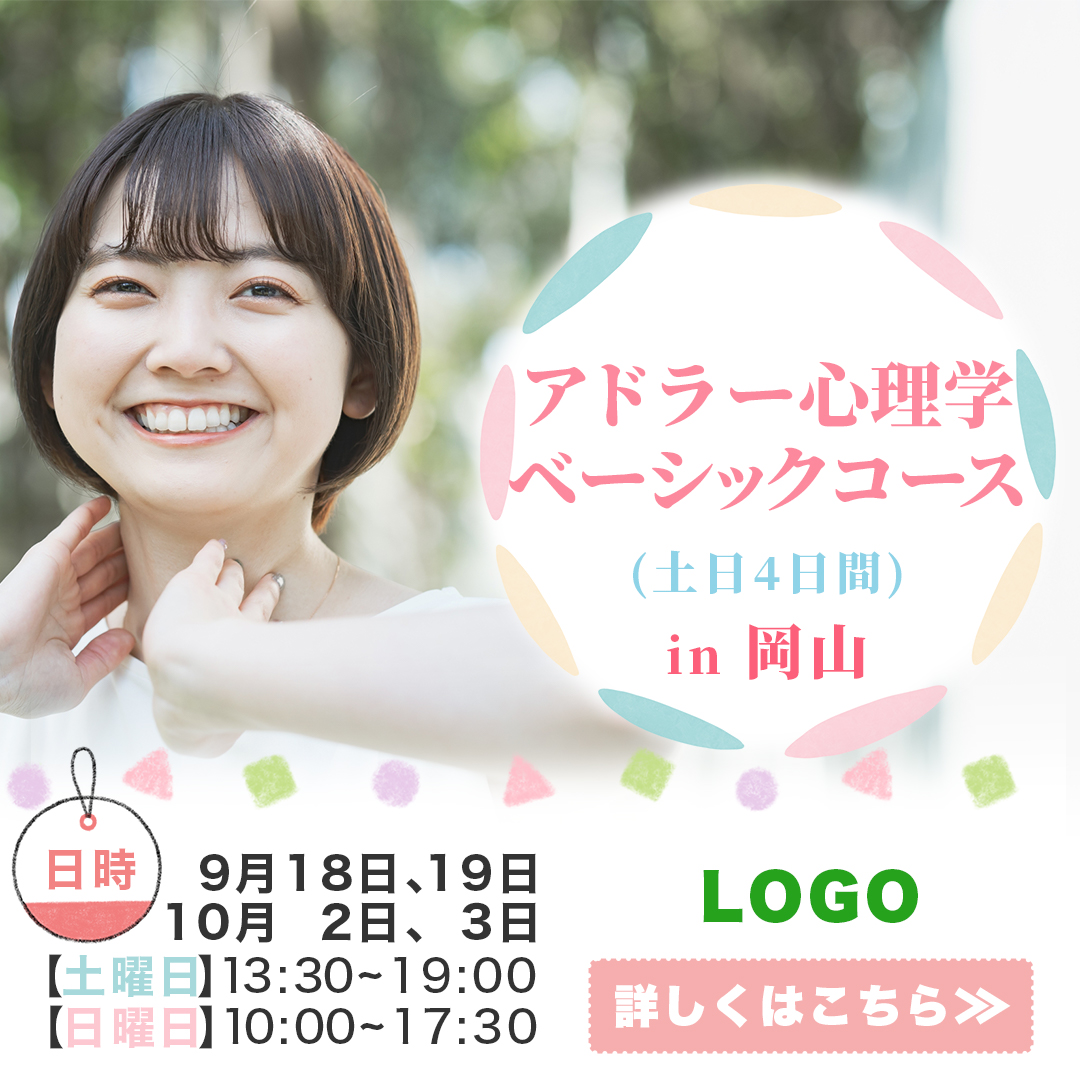 アドラー心理学
ベーシックコース
(土日4日間)
in 岡山
日時
9月18日、19日
10月 2日、3日
【土曜日】13:30~19:00
【日曜日】10:00~17:30
LOGO
詳しくはこちら≫